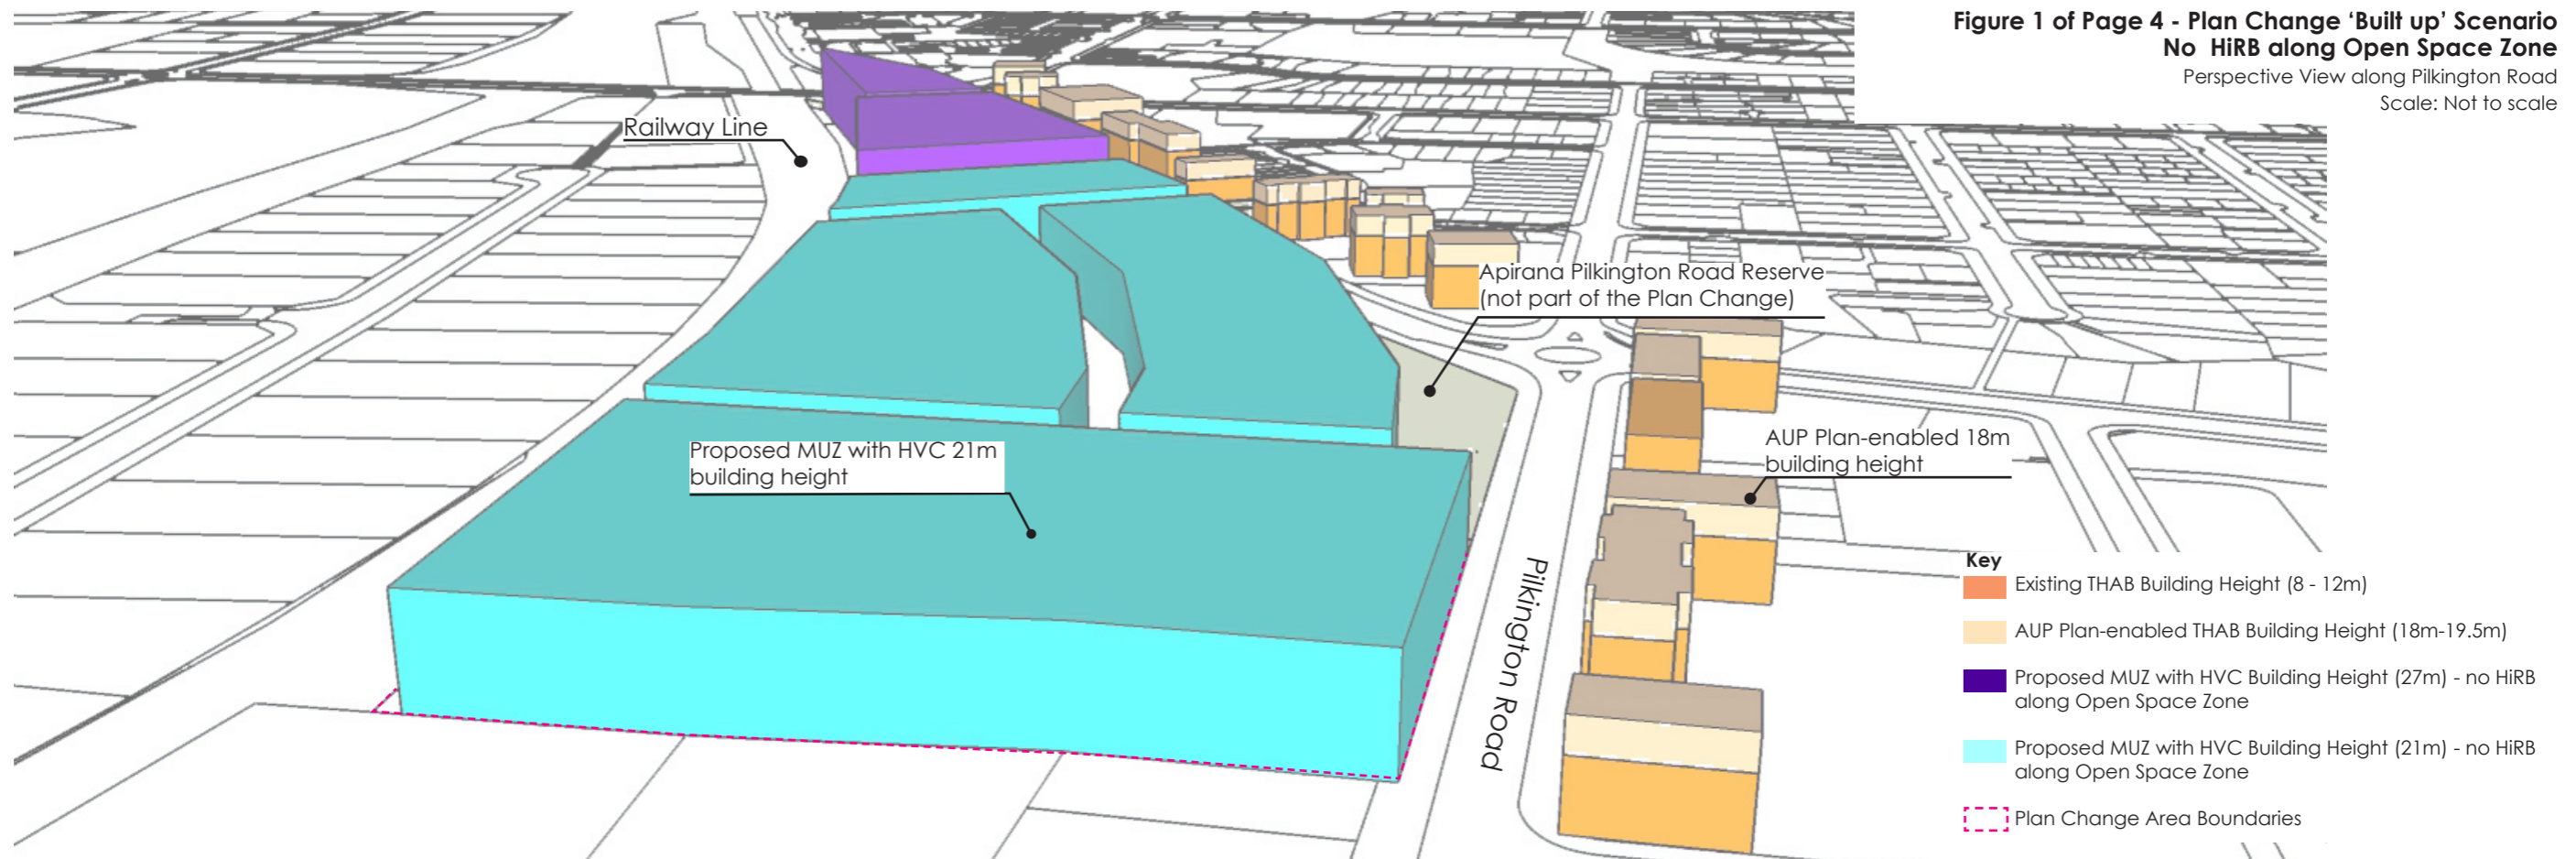 Figure 1 of Page 4 - Plan Change ‘Built up’ Scenario
No HiRB along Open Space Zone
Perspective View along Pilkington Road
Scale: Not to scale
Railway Line
Apirana Pilkington Road Reserve
(not part of the Plan Change)
Proposed MUZ with HVC 21m
building height
AUP Plan-enabled 18m
building height
Pilkington Road
Key
Existing THAB Building Height (8 - 12m)
AUP Plan-enabled THAB Building Height (18m-19.5m)
Proposed MUZ with HVC Building Height (27m) - no HiRB
along Open Space Zone
Proposed MUZ with HVC Building Height (21m) - no HiRB
along Open Space Zone
Plan Change Area Boundaries